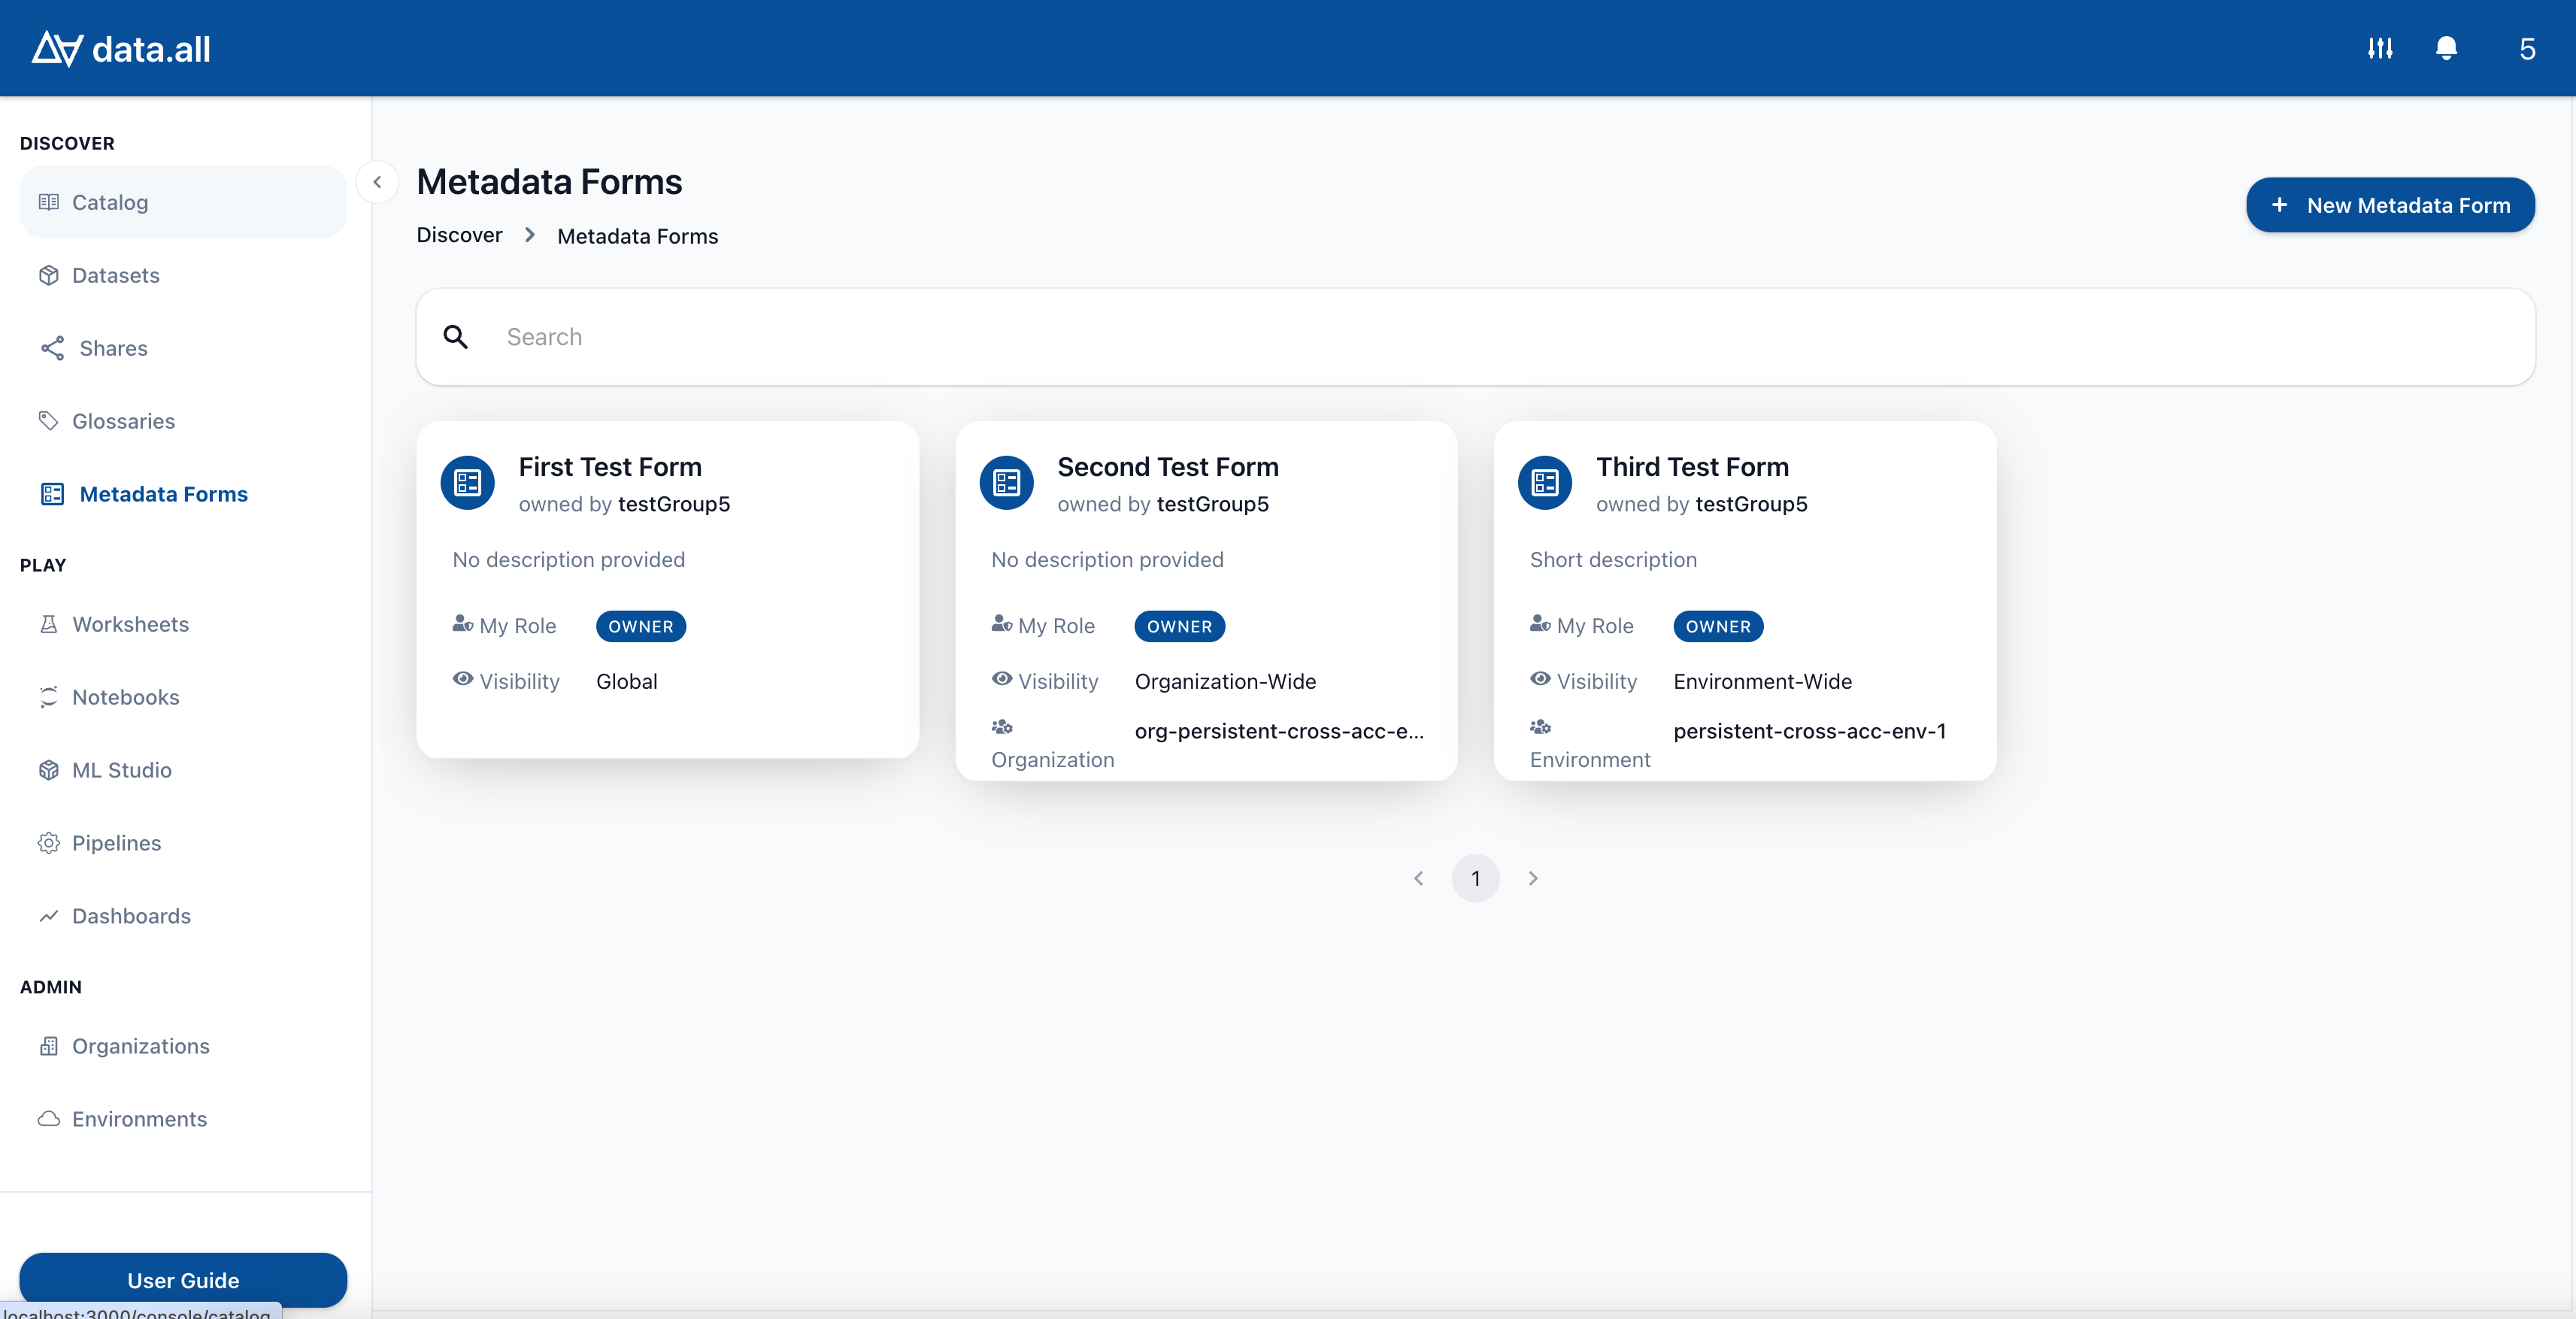 data.all
5
DISCOVER
Catalog
Datasets
Shares
Glossaries
Metadata Forms
PLAY
Worksheets
Notebooks
ML Studio
Pipelines
Dashboards
ADMIN
Organizations
Environments
User Guide
localhost:3000/console/catalog
Metadata Forms
Discover > Metadata Forms
+ New Metadata Form
Search
First Test Form
owned by testGroup5
No description provided
My Role OWNER
Visibility Global
Second Test Form
owned by testGroup5
No description provided
My Role OWNER
Visibility Organization-Wide
Organization org-persistent-cross-acc-e...
Third Test Form
owned by testGroup5
Short description
My Role OWNER
Visibility Environment-Wide
Environment persistent-cross-acc-env-1
1